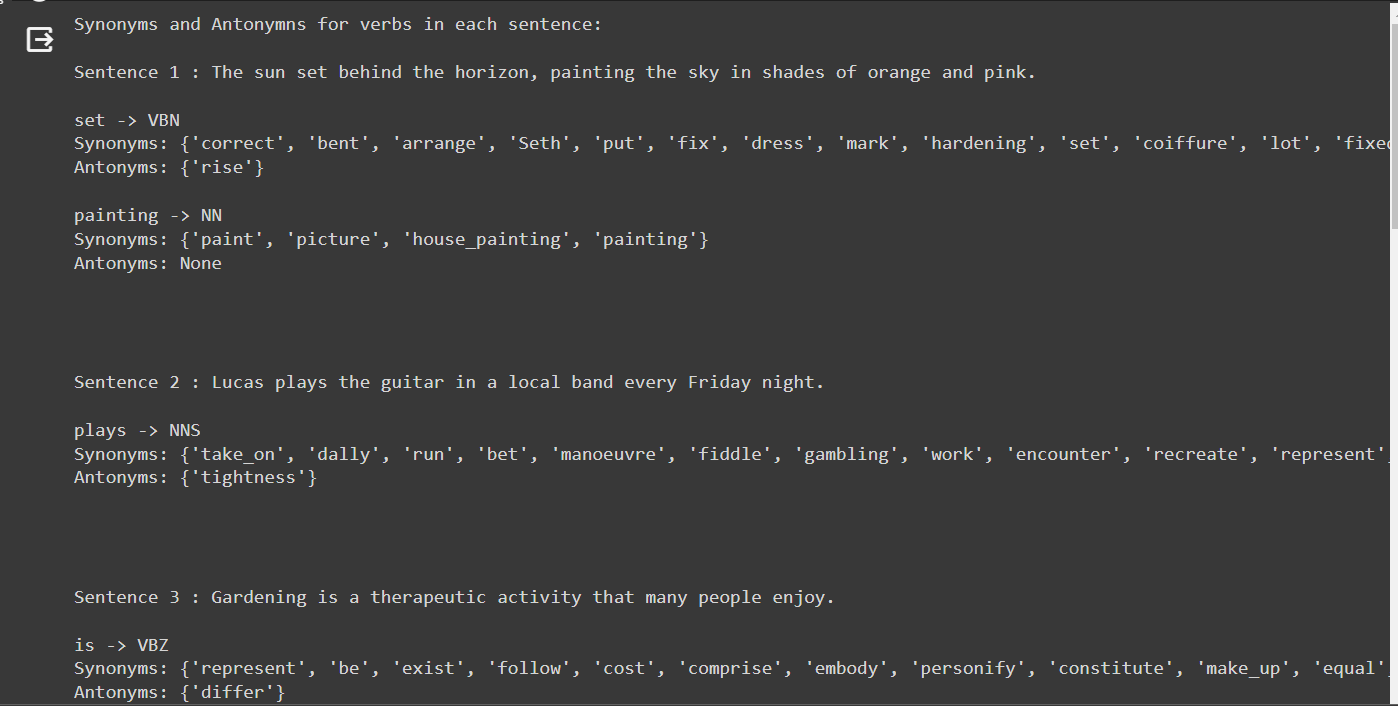 Synonyms and Antonymns for verbs in each sentence:
Sentence 1 : The sun set behind the horizon, painting the sky in shades of orange and pink.
set -> VBN
Synonyms: {'correct', 'bent', 'arrange', 'Seth', 'put', 'fix', 'dress', 'mark', 'hardening', 'set', 'coiffure', 'lot', 'fixed
Antonyms: {'rise'}
painting -> NN
Synonyms: {'paint', 'picture', 'house_painting', 'painting'}
Antonyms: None
Sentence 2 : Lucas plays the guitar in a local band every Friday night.
plays -> NNS
Synonyms: {'take_on', 'dally', 'run', 'bet', 'manoeuvre', 'fiddle', 'gambling', 'work', 'encounter', 'recreate', 'represent',
Antonyms: {'tightness'}
Sentence 3 : Gardening is a therapeutic activity that many people enjoy.
is -> VBZ
Synonyms: {'represent', 'be', 'exist', 'follow', 'cost', 'comprise', 'embody', 'personify', 'constitute', 'make_up', 'equal',
Antonyms: {'differ'}